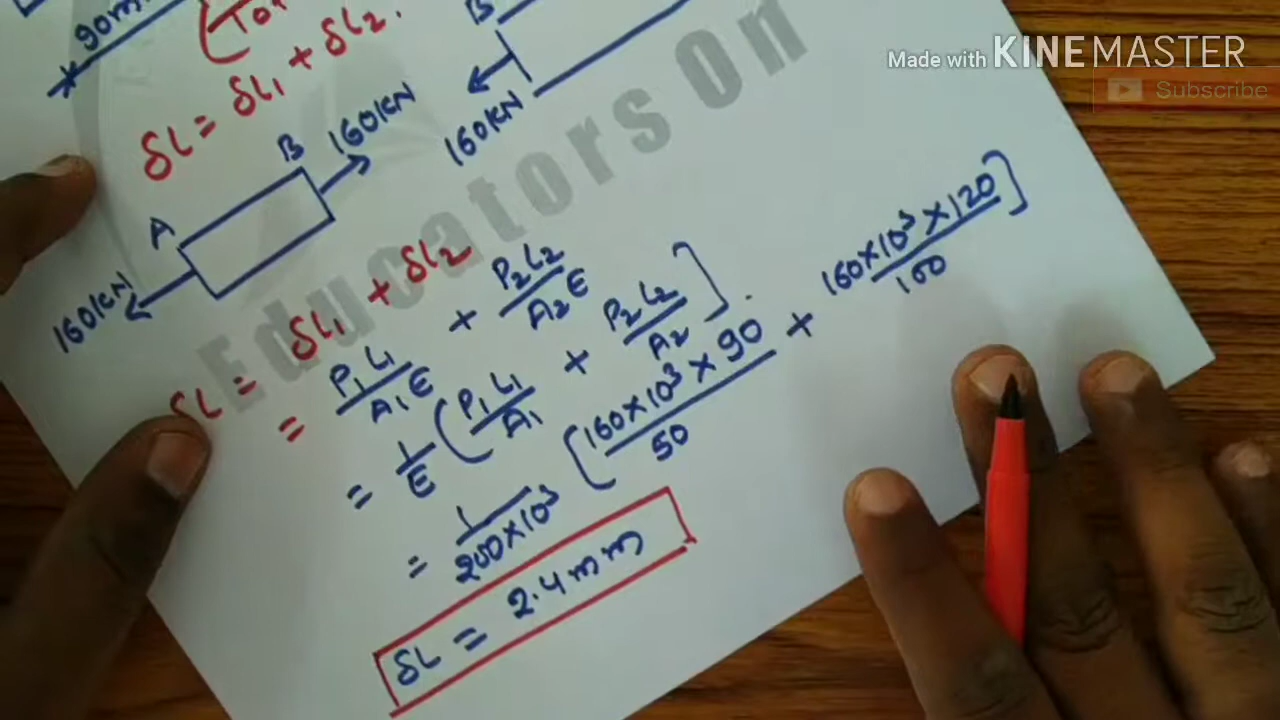 Made with KINEMASTER
Subscribe
90m
δL = δL₁ + δL₂.
B
160KN
A B 160KN
160KN
Educators On
δL = δL₁ + δL₂
= P₁L₁/A₁E + P₂L₂/A₂E
= 1/E (P₁L₁/A₁ + P₂L₂/A₂].
= 1/200×10³ [160×10³×90/50 + 160×10³×120/100]
δL = 2.4mm